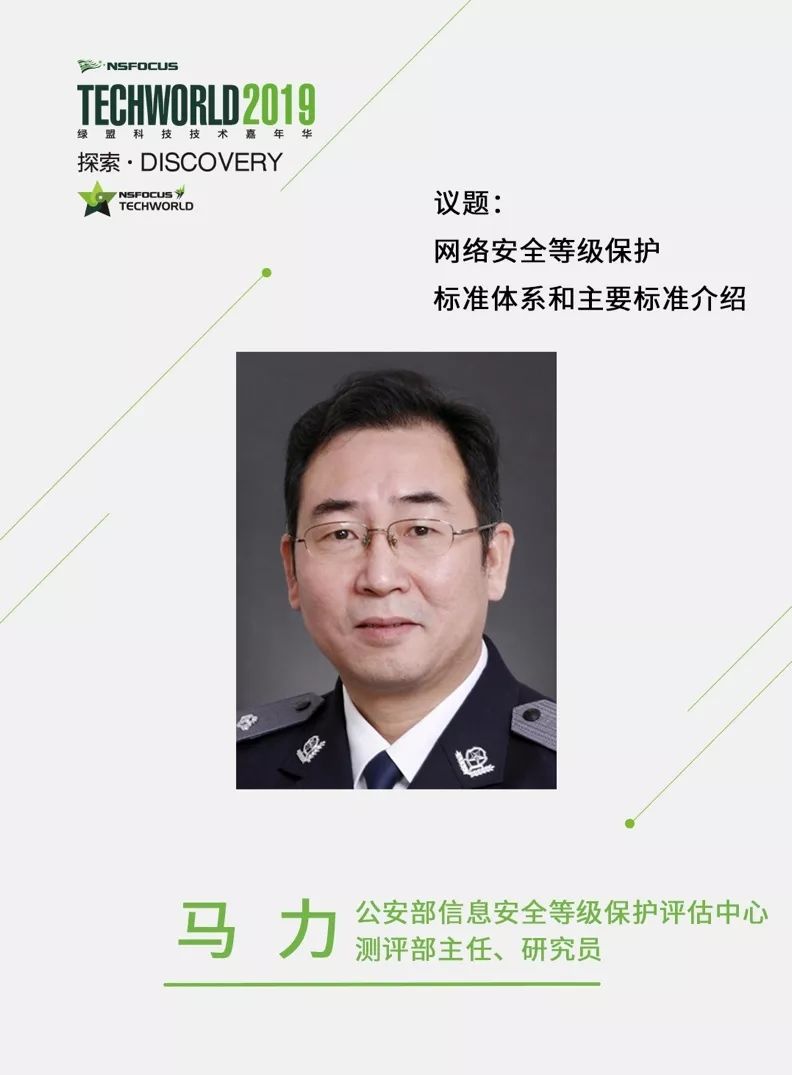 NSFOCUS
TECHWORLD2019
绿盟科技技术嘉年华
探索·DISCOVERY
NSFOCUS
TECHWORLD
议题：
网络安全等级保护
标准体系和主要标准介绍
马 力
公安部信息安全等级保护评估中心
测评部主任、研究员